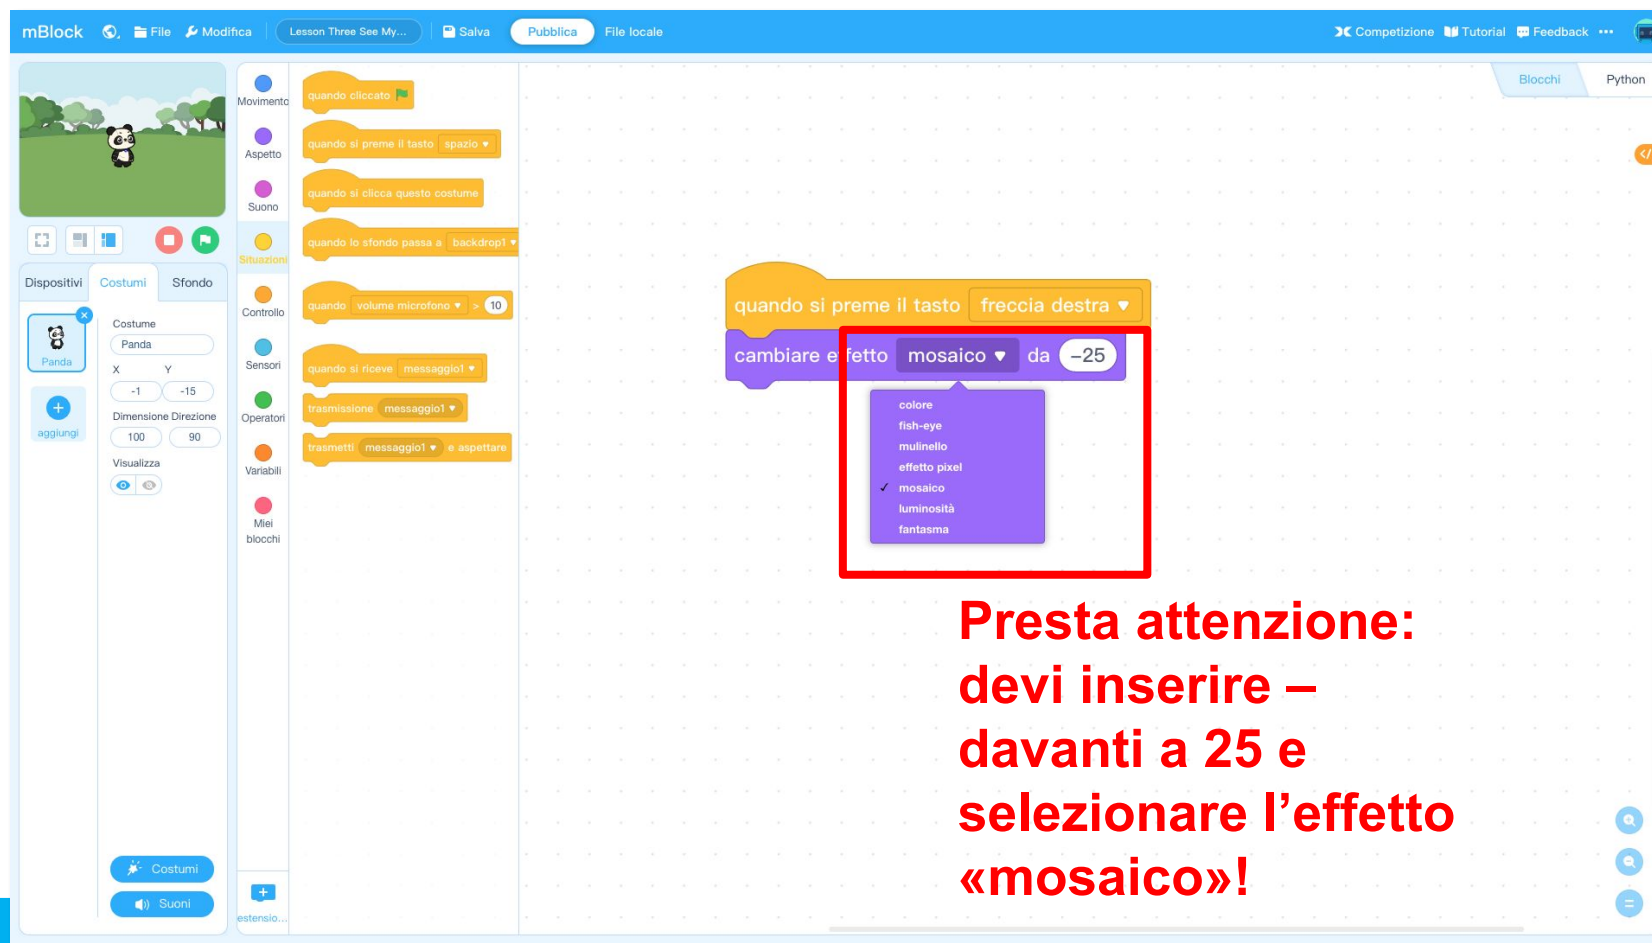 mBlock File Modifica Lesson Three See My... Salva Pubblica File locale Competizione Tutorial Feedback
Blocchi Python
Movimento
Aspetto
Suono
Situazioni
Controllo
Sensori
Operatori
Variabili
Miei
blocchi
estensio...
quando cliccato
quando si preme il tasto spazio
quando si clicca questo costume
quando lo sfondo passa a backdrop1
quando volume microfono > 10
quando si riceve messaggio1
trasmissione messaggio1
trasmetti messaggio1 e aspettare
Dispositivi Costumi Sfondo
Panda
aggiungi
Costume
Panda
X Y
-1 -15
Dimensione Direzione
100 90
Visualizza
Costumi
Suoni
quando si preme il tasto freccia destra
cambiare effetto mosaico da -25
colore
fish-eye
mulinello
effetto pixel
✓ mosaico
luminosità
fantasma
Presta attenzione:
devi inserire –
davanti a 25 e
selezionare l’effetto
«mosaico»!